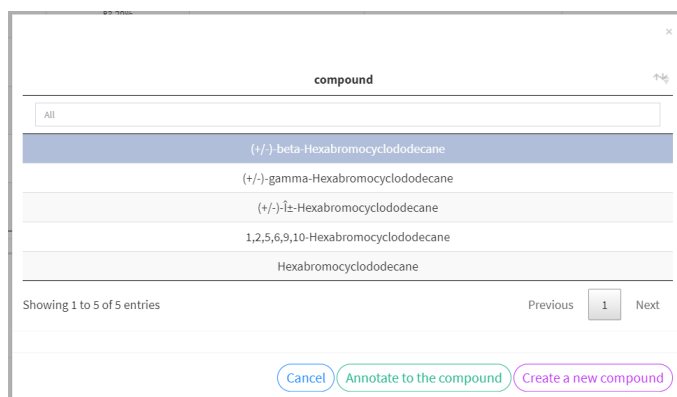 ×
compound
All
(+/-)-beta-Hexabromocyclododecane
(+/-)-gamma-Hexabromocyclododecane
(+/-)-Î±-Hexabromocyclododecane
1,2,5,6,9,10-Hexabromocyclododecane
Hexabromocyclododecane
Showing 1 to 5 of 5 entries
Previous 1 Next
Cancel Annotate to the compound Create a new compound